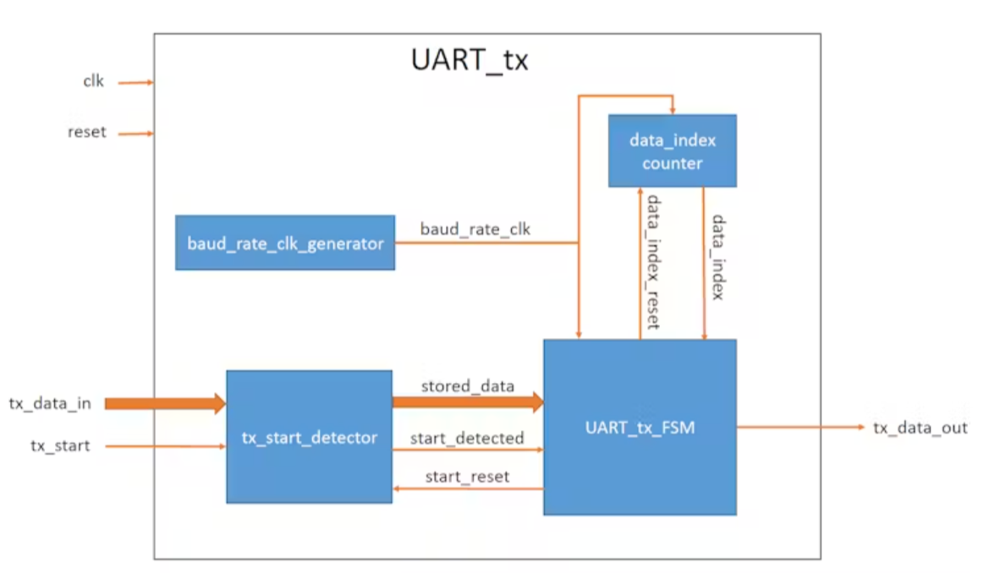 UART_tx
clk
reset
data_index
counter
baud_rate_clk_generator
baud_rate_clk
data_index_reset
data_index
tx_data_in
tx_start
tx_start_detector
stored_data
start_detected
start_reset
UART_tx_FSM
tx_data_out